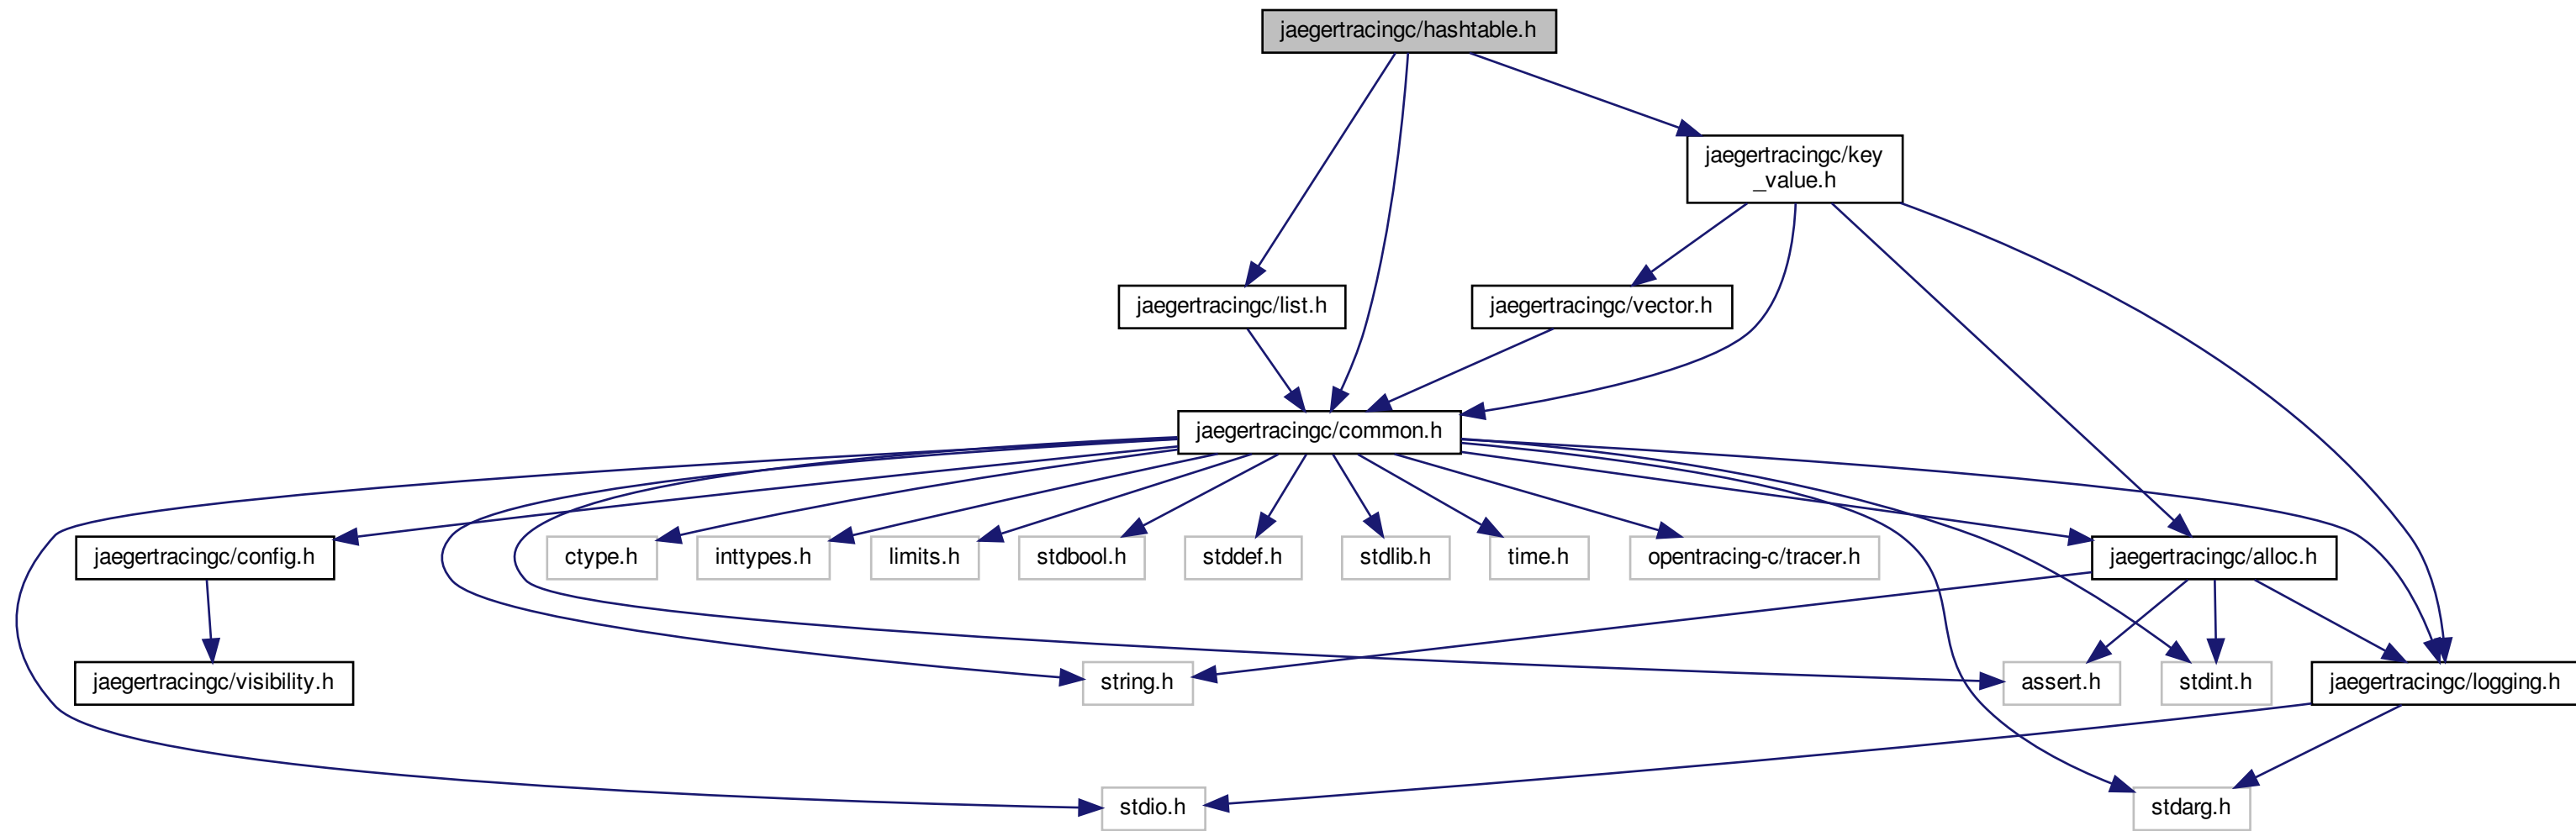 jaegertracingc/hashtable.h
jaegertracingc/key
_value.h
jaegertracingc/list.h
jaegertracingc/vector.h
jaegertracingc/common.h
jaegertracingc/config.h
ctype.h
inttypes.h
limits.h
stdbool.h
stddef.h
stdlib.h
time.h
opentracing-c/tracer.h
jaegertracingc/alloc.h
jaegertracingc/visibility.h
string.h
assert.h
stdint.h
jaegertracingc/logging.h
stdio.h
stdarg.h